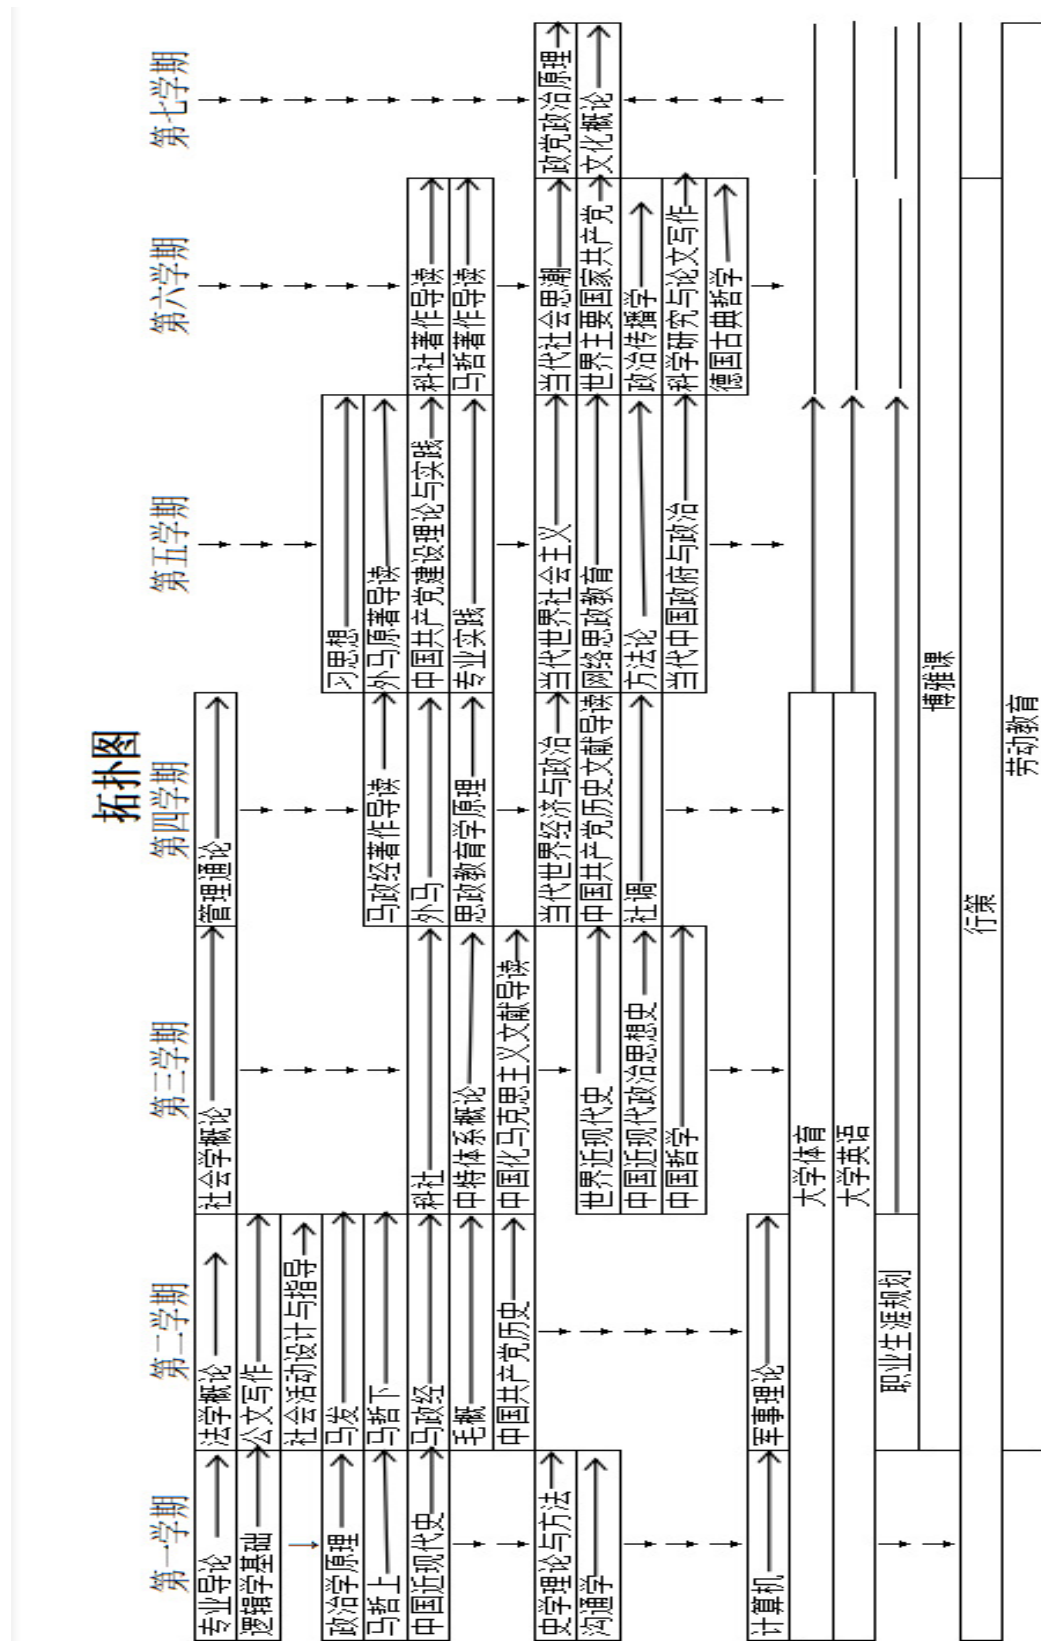 拓扑图
第一学期
第二学期
第三学期
第四学期
第五学期
第六学期
第七学期
专业导论
法学概论
社会学概论
管理通论
逻辑学基础
公文写作
社会活动设计与指导
政治学原理
马发
习思想
马哲上
马哲下
马政经著作导读
外马原著导读
中国近现代史
马政经
科社
外马
中国共产党建设理论与实践
科社著作导读
毛概
中特体系概论
思政教育学原理
专业实践
马哲著作导读
中国共产党历史
中国化马克思主义文献导读
史学理论与方法
当代世界经济与政治
当代世界社会主义
当代社会思潮
政党政治原理
沟通学
世界近现代史
中国共产党历史文献导读
网络思政教育
世界主要国家共产党
文化概论
中国近现代政治思想史
社调
方法论
政治传播学
中国哲学
当代中国政府与政治
科学研究与论文写作
德国古典哲学
计算机
军事理论
大学体育
大学英语
职业生涯规划
博雅课
行策
劳动教育